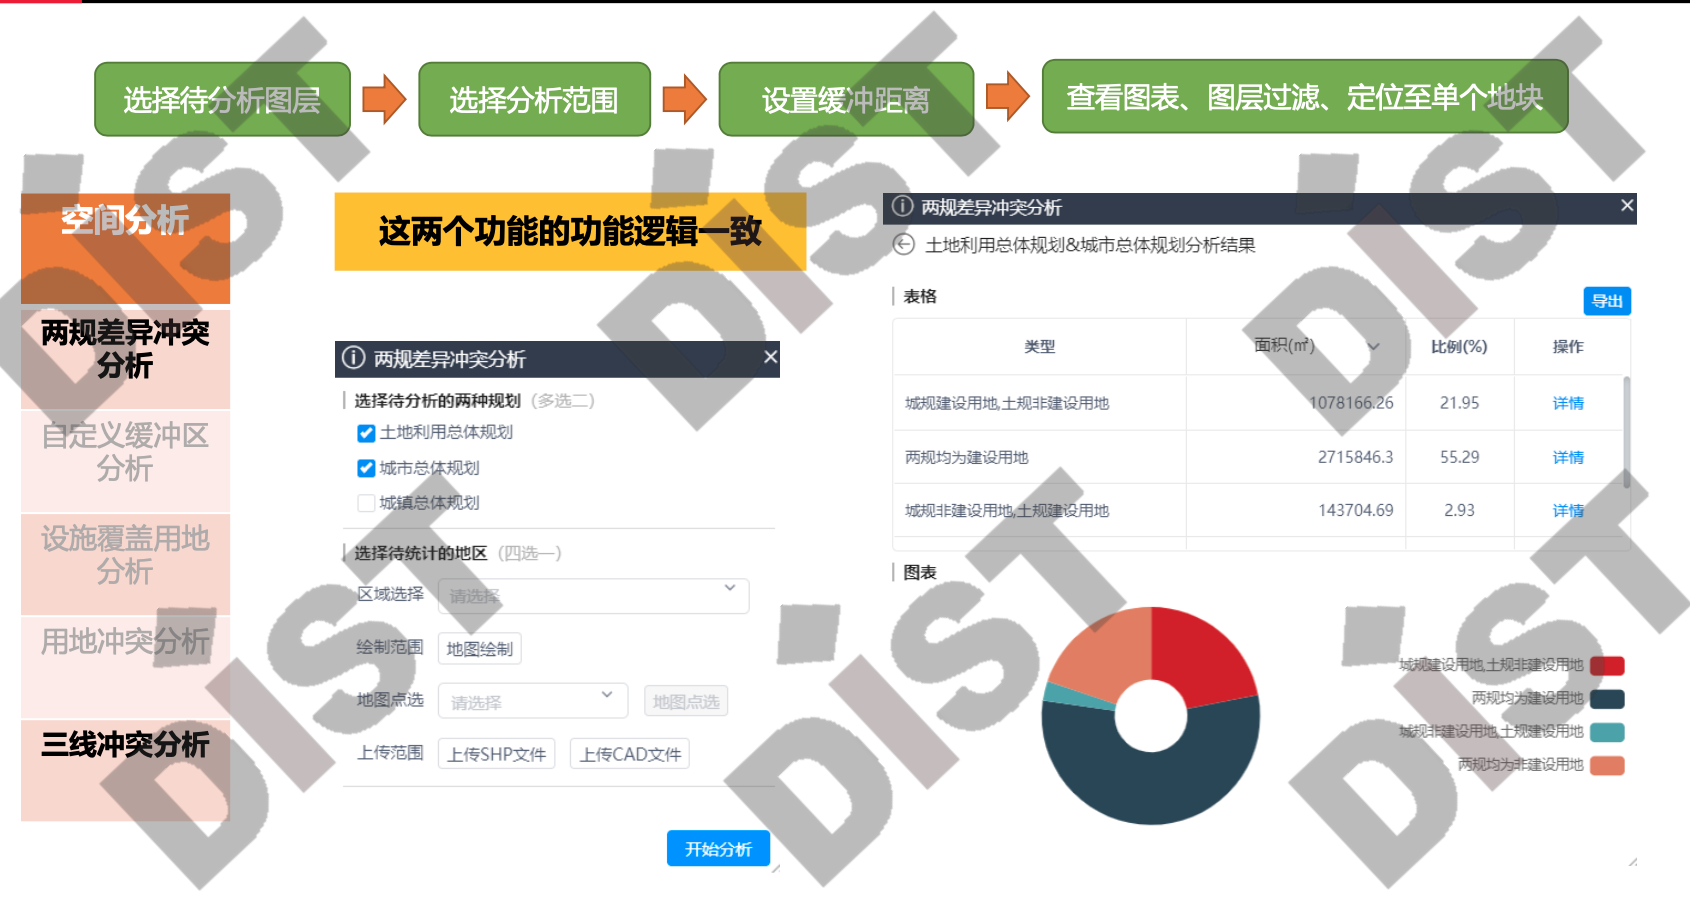 选择待分析图层
选择分析范围
设置缓冲距离
查看图表、图层过滤、定位至单个地块
空间分析
两规差异冲突
分析
自定义缓冲区
分析
设施覆盖用地
分析
用地冲突分析
三线冲突分析
这两个功能的功能逻辑一致
两规差异冲突分析
选择待分析的两种规划（多选二）
土地利用总体规划
城市总体规划
城镇总体规划
选择待统计的地区（四选一）
区域选择 请选择
绘制范围 地图绘制
地图点选 请选择 地图点选
上传范围 上传SHP文件 上传CAD文件
开始分析
两规差异冲突分析
土地利用总体规划&城市总体规划分析结果
表格 导出
类型 面积(㎡) 比例(%) 操作
城规建设用地,土规非建设用地 1078166.26 21.95 详情
两规均为建设用地 2715846.3 55.29 详情
城规非建设用地,土规建设用地 143704.69 2.93 详情
图表
城规建设用地,土规非建设用地
两规均为建设用地
城规非建设用地,土规建设用地
两规均为非建设用地
DIST
DIST
DIST
DIST
DIST
DIST